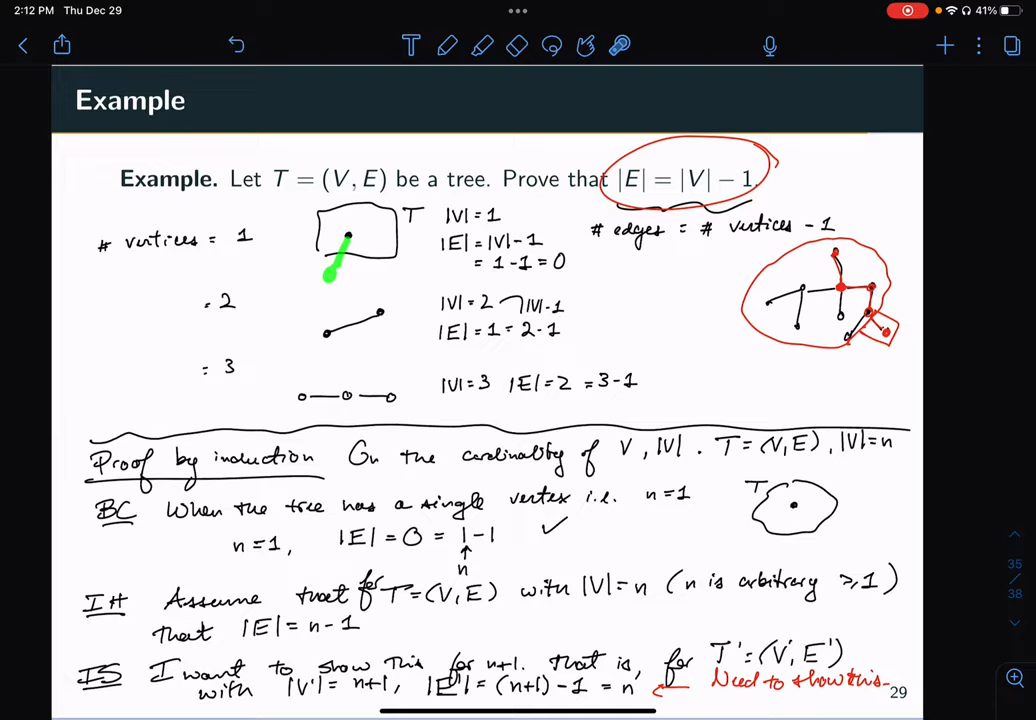 2:12 PM Thu Dec 29
41%
Example
Example. Let T = (V, E) be a tree. Prove that |E| = |V| − 1.
# vertices = 1
T
|V| = 1
|E| = |V| - 1
= 1 - 1 = 0
# edges = # vertices - 1
= 2
|V| = 2
|V| - 1
|E| = 1 = 2 - 1
= 3
|V| = 3 |E| = 2 = 3 - 1
Proof by induction On the cardinality of V, |V|. T = (V, E), |V| = n
BC When the tree has a single vertex i.e. n = 1
T
n = 1, |E| = 0 = 1 - 1
n
IH Assume that for T = (V, E) with |V| = n (n is arbitrary ≥ 1)
that |E| = n - 1
IS I want to show this for n+1. That is, for T' = (V', E')
with |V'| = n+1, |E'| = (n+1) - 1 = n
Need to show this.
29
35
/
38